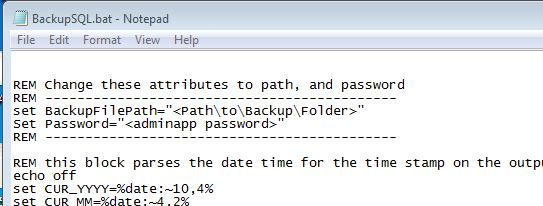 BackupSQL.bat - Notepad
File Edit Format View Help
REM Change these attributes to path, and password
REM -----------------------------------------
set BackupFilePath="<Path\to\Backup\Folder>"
Set Password="<adminapp password>"
REM -----------------------------------------
REM this block parses the date time for the time stamp on the outpu
echo off
set CUR_YYYY=%date:~10,4%
set CUR_MM=%date:~4,2%